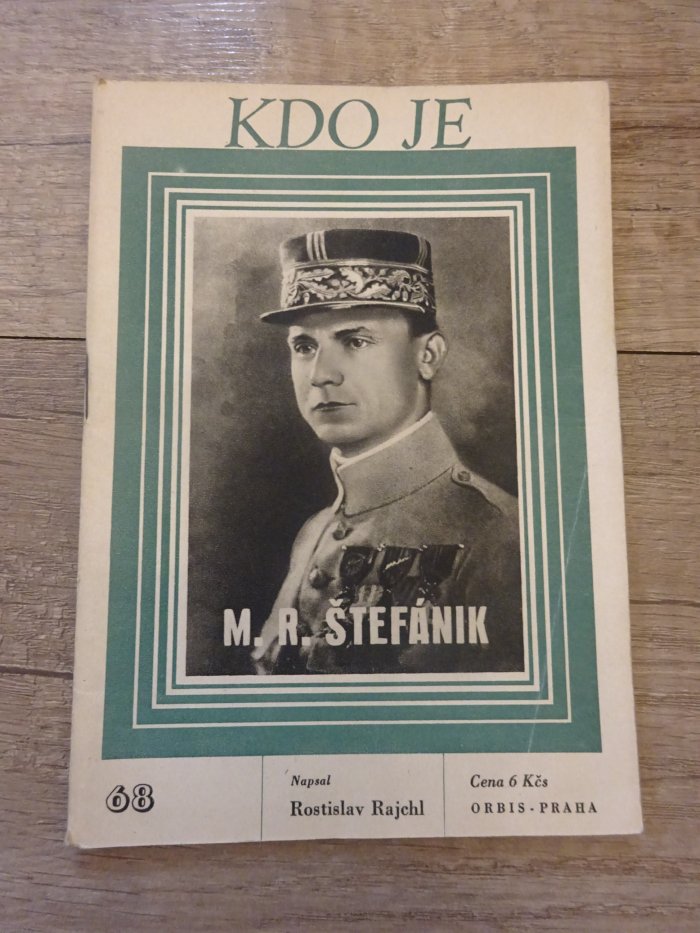 KDO JE
M. R. ŠTEFÁNIK
68
Napsal
Rostislav Rajchl
Cena 6 Kčs
ORBIS - PRAHA